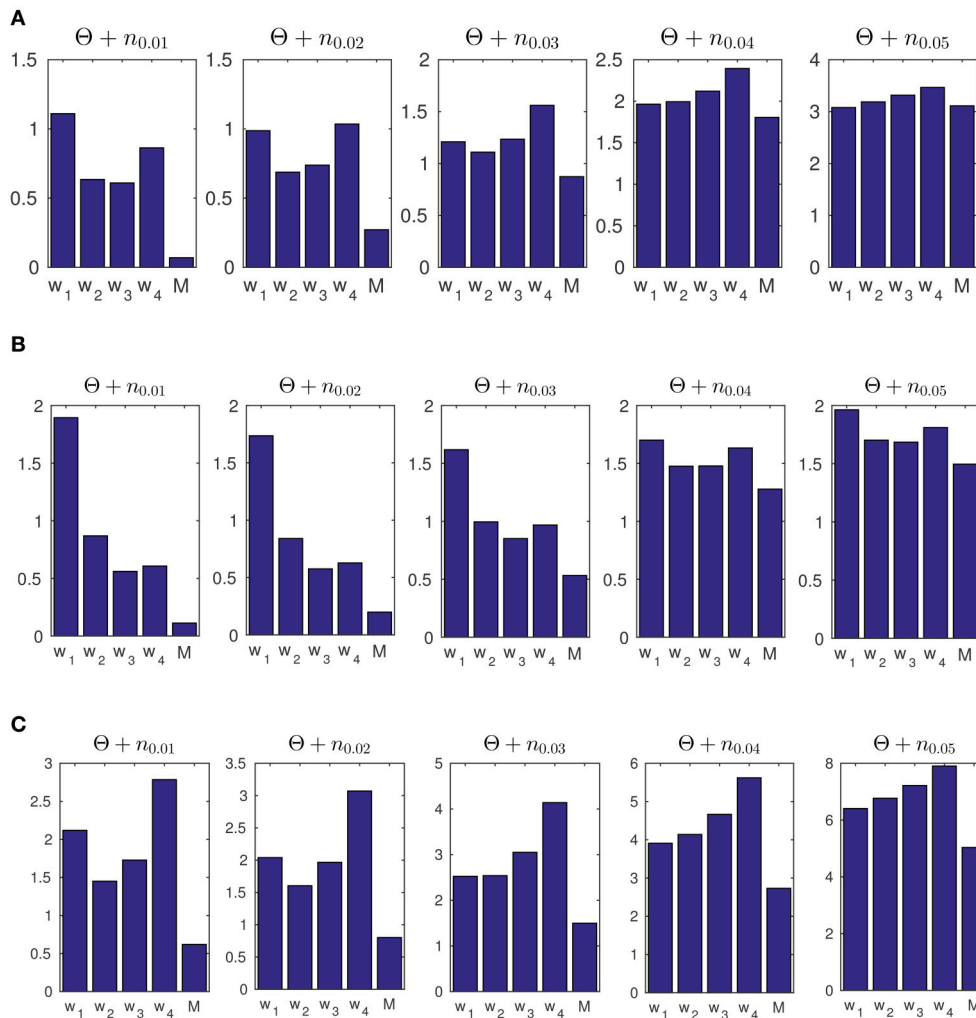 A
Θ + n0.01 Θ + n0.02 Θ + n0.03 Θ + n0.04 Θ + n0.05
1.5 1.5 2 2.5 4
2
1.5 3
1 1 1.5
1 2
0.5 0.5 1
0.5 1
0.5
0 0 0 0 0
w1 w2 w3 w4 M w1 w2 w3 w4 M w1 w2 w3 w4 M w1 w2 w3 w4 M w1 w2 w3 w4 M
B
Θ + n0.01 Θ + n0.02 Θ + n0.03 Θ + n0.04 Θ + n0.05
2 2 2 2 2
1.5 1.5 1.5 1.5 1.5
1 1 1 1 1
0.5 0.5 0.5 0.5 0.5
0 0 0 0 0
w1 w2 w3 w4 M w1 w2 w3 w4 M w1 w2 w3 w4 M w1 w2 w3 w4 M w1 w2 w3 w4 M
C
Θ + n0.01 Θ + n0.02 Θ + n0.03 Θ + n0.04 Θ + n0.05
3 3.5 5 6 8
2.5 3 4 5 6
2 2.5 3 4 4
1.5 2 2 3 2
1 1.5 1 2 0
0.5 1 0 1
0 0.5 0
0
w1 w2 w3 w4 M w1 w2 w3 w4 M w1 w2 w3 w4 M w1 w2 w3 w4 M w1 w2 w3 w4 M